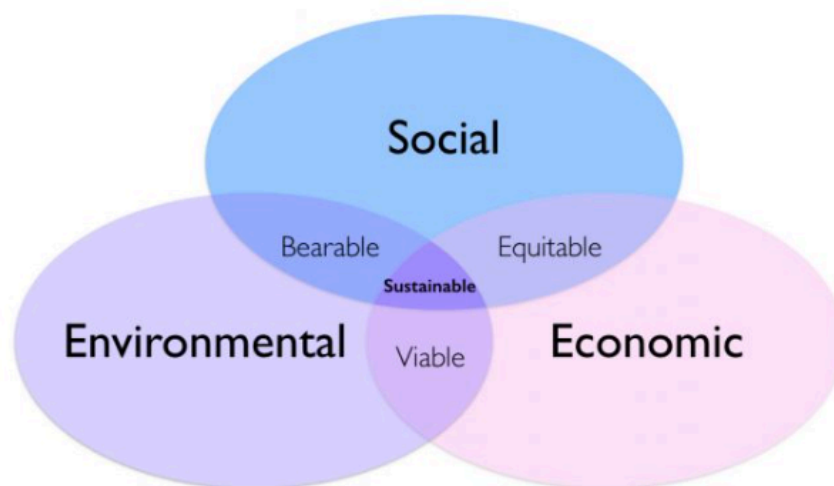 Social
Bearable
Equitable
Sustainable
Environmental
Viable
Economic